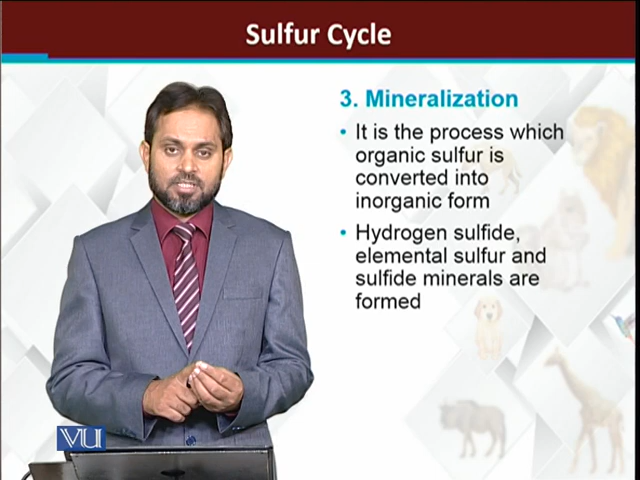 Sulfur Cycle
3. Mineralization
• It is the process which
organic sulfur is
converted into
inorganic form
• Hydrogen sulfide,
elemental sulfur and
sulfide minerals are
formed
VU